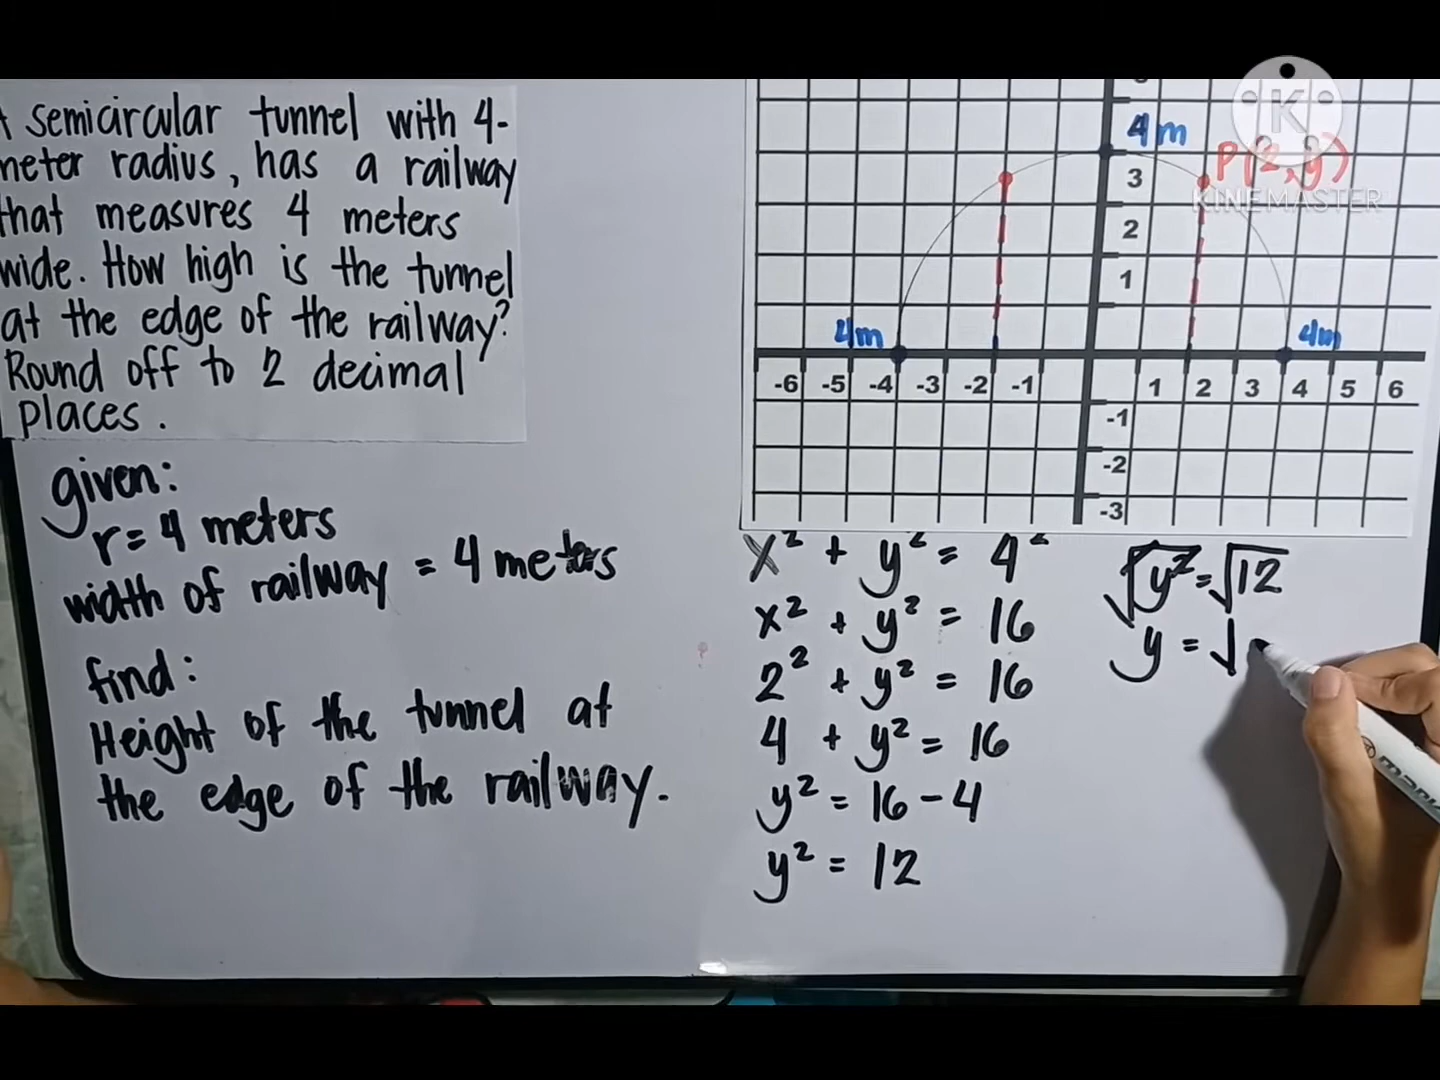 semicircular tunnel with 4-
meter radius, has a railway
that measures 4 meters
wide. How high is the tunnel
at the edge of the railway?
Round off to 2 decimal
places.
given:
r = 4 meters
width of railway = 4 meters
find:
Height of the tunnel at
the edge of the railway.
4m
K
P(2,y)
KINEMASTER
3
2
1
4m
4m
-6 -5 -4 -3 -2 -1 1 2 3 4 5 6
-1
-2
-3
x² + y² = 4²
x² + y² = 16
2² + y² = 16
4 + y² = 16
y² = 16 - 4
y² = 12
√y² = √12
y = √